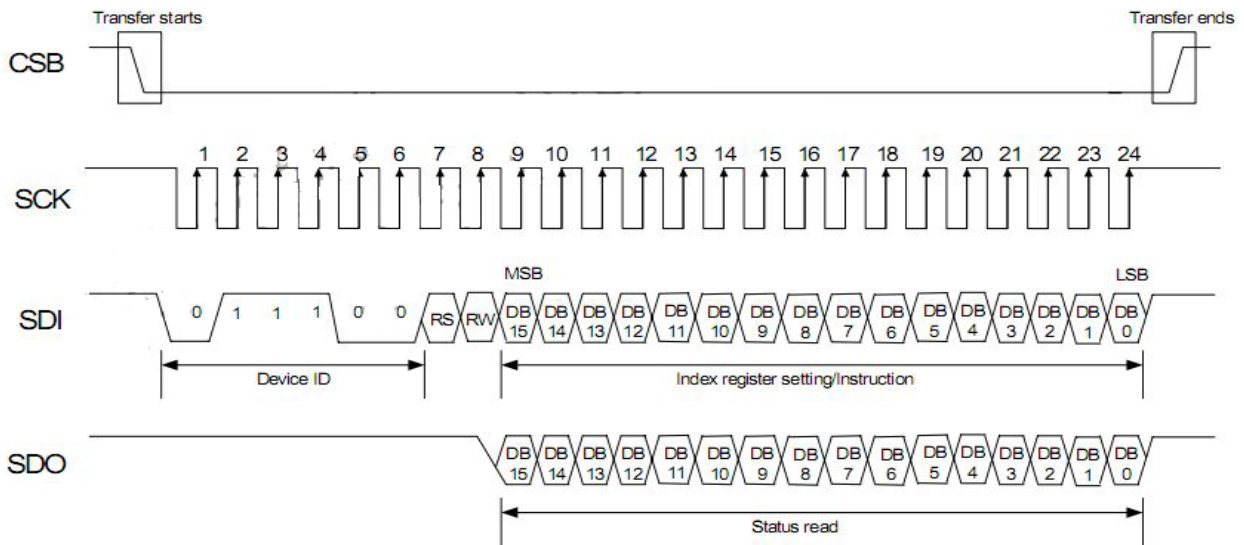 Transfer starts
Transfer ends
CSB
1 2 3 4 5 6 7 8 9 10 11 12 13 14 15 16 17 18 19 20 21 22 23 24
SCK
MSB
LSB
SDI
0 1 1 1 0 0 RS RW DB DB DB DB DB DB DB DB DB DB DB DB DB DB DB DB
15 14 13 12 11 10 9 8 7 6 5 4 3 2 1 0
Device ID
Index register setting/Instruction
SDO
DB DB DB DB DB DB DB DB DB DB DB DB DB DB DB DB
15 14 13 12 11 10 9 8 7 6 5 4 3 2 1 0
Status read